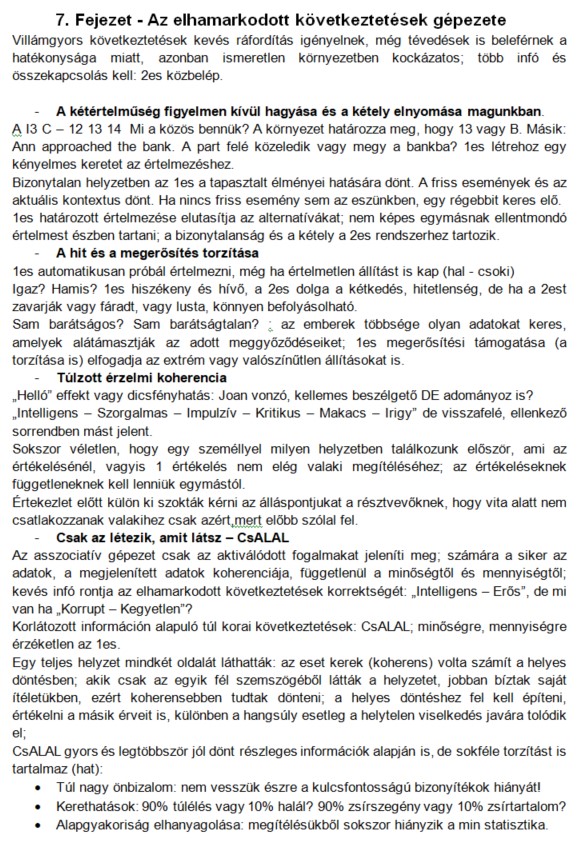 7. Fejezet - Az elhamarkodott következtetések gépezete
Villámgyors következtetések kevés ráfordítás igényelnek, még tévedések is beleférnek a
hatékonysága miatt, azonban ismeretlen környezetben kockázatos; több infó és
összekapcsolás kell: 2es közbelép.
- A kétértelműség figyelmen kívül hagyása és a kétely elnyomása magunkban.
A I3 C – 12 13 14 Mi a közös bennük? A környezet határozza meg, hogy 13 vagy B. Másik:
Ann approached the bank. A part felé közeledik vagy megy a bankba? 1es létrehoz egy
kényelmes keretet az értelmezéshez.
Bizonytalan helyzetben az 1es a tapasztalt élményei hatására dönt. A friss események és az
aktuális kontextus dönt. Ha nincs friss esemény sem az eszünkben, egy régebbit keres elő.
1es határozott értelmezése elutasítja az alternatívákat; nem képes egymásnak ellentmondó
értelmest észben tartani; a bizonytalanság és a kétely a 2es rendszerhez tartozik.
- A hit és a megerősítés torzítása
1es automatikusan próbál értelmezni, még ha értelmetlen állítást is kap (hal - csoki)
Igaz? Hamis? 1es hiszékeny és hívő, a 2es dolga a kétkedés, hitetlenség, de ha a 2est
zavarják vagy fáradt, vagy lusta, könnyen befolyásolható.
Sam barátságos? Sam barátságtalan? ; az emberek többsége olyan adatokat keres,
amelyek alátámasztják az adott meggyőződéseiket; 1es megerősítési támogatása (a
torzítása is) elfogadja az extrém vagy valószínűtlen állításokat is.
- Túlzott érzelmi koherencia
„Helló” effekt vagy dicsfényhatás: Joan vonzó, kellemes beszélgető DE adományoz is?
„Intelligens – Szorgalmas – Impulzív – Kritikus – Makacs – Irigy” de visszafelé, ellenkező
sorrendben mást jelent.
Sokszor véletlen, hogy egy személlyel milyen helyzetben találkozunk először, ami az
értékelésénél, vagyis 1 értékelés nem elég valaki megítéléséhez; az értékeléseknek
függetleneknek kell lenniük egymástól.
Értekezlet előtt külön ki szokták kérni az álláspontjukat a résztvevőknek, hogy vita alatt nem
csatlakozzanak valakihez csak azért,mert előbb szólal fel.
- Csak az létezik, amit látsz – CsALAL
Az asszociatív gépezet csak az aktiválódott fogalmakat jeleníti meg; számára a siker az
adatok, a megjelenített adatok koherenciája, függetlenül a minőségtől és mennyiségtől;
kevés infó rontja az elhamarkodott következtetések korrektségét: „Intelligens – Erős”, de mi
van ha „Korrupt – Kegyetlen”?
Korlátozott információn alapuló túl korai következtetések: CsALAL; minőségre, mennyiségre
érzéketlen az 1es.
Egy teljes helyzet mindkét oldalát láthatták: az eset kerek (koherens) volta számít a helyes
döntésben; akik csak az egyik fél szemszögéből látták a helyzetet, jobban bíztak saját
ítéletükben, ezért koherensebben tudtak dönteni; a helyes döntéshez fel kell építeni,
értékelni a másik érveit is, különben a hangsúly esetleg a helytelen viselkedés javára tolódik
el;
CsALAL gyors és legtöbbször jól dönt részleges információk alapján is, de sokféle torzítást is
tartalmaz (hat):
• Túl nagy önbizalom: nem vesszük észre a kulcsfontosságú bizonyítékok hiányát!
• Kerethatások: 90% túlélés vagy 10% halál? 90% zsírszegény vagy 10% zsírtartalom?
• Alapgyakoriság elhanyagolása: megítélésükből sokszor hiányzik a min statisztika.